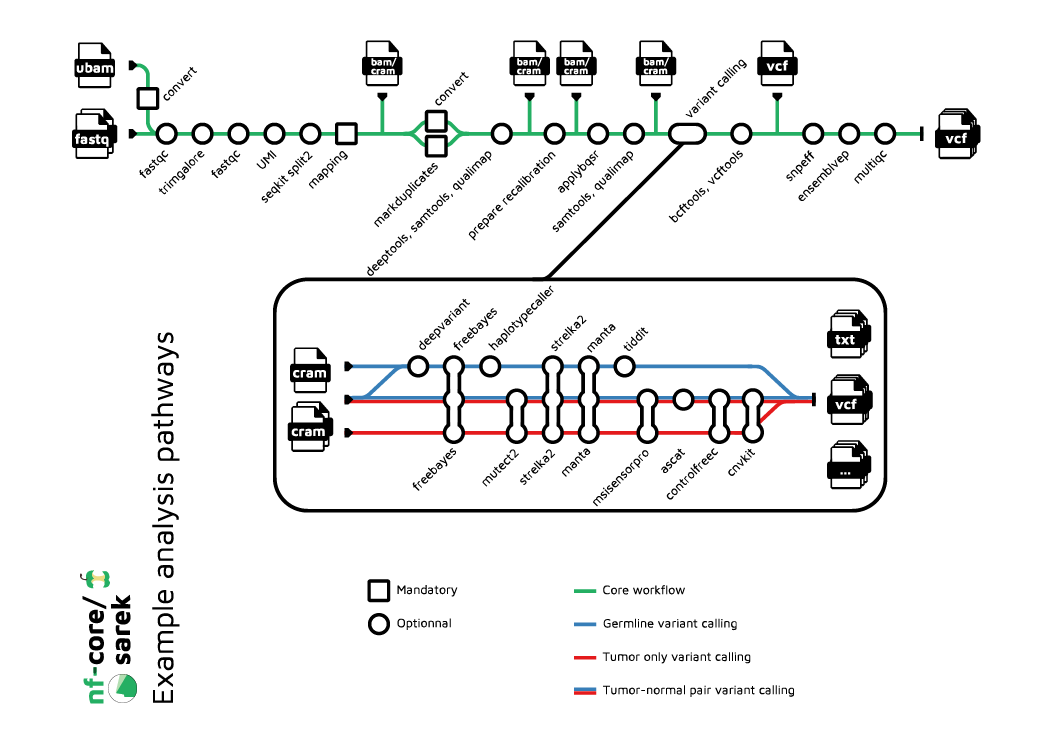 ubam
fastq
convert
bam/
cram
convert
bam/
cram
bam/
cram
bam/
cram
variant calling
vcf
vcf
fastqc
trimgalore
fastqc
UMI
seqkit split2
mapping
markduplicates
deeptools, samtools, qualimap
prepare recalibration
applybqsr
samtools, qualimap
bcftools, vcftools
snpeff
ensemblvep
multiqc
deepvariant
freebayes
haplotypecaller
strelka2
manta
tiddit
cram
cram
txt
vcf
...
freebayes
mutect2
strelka2
manta
msisensorpro
ascat
controlfreec
cnvkit
nf-core/
sarek
Example analysis pathways
Mandatory
Optionnal
Core workflow
Germline variant calling
Tumor only variant calling
Tumor-normal pair variant calling